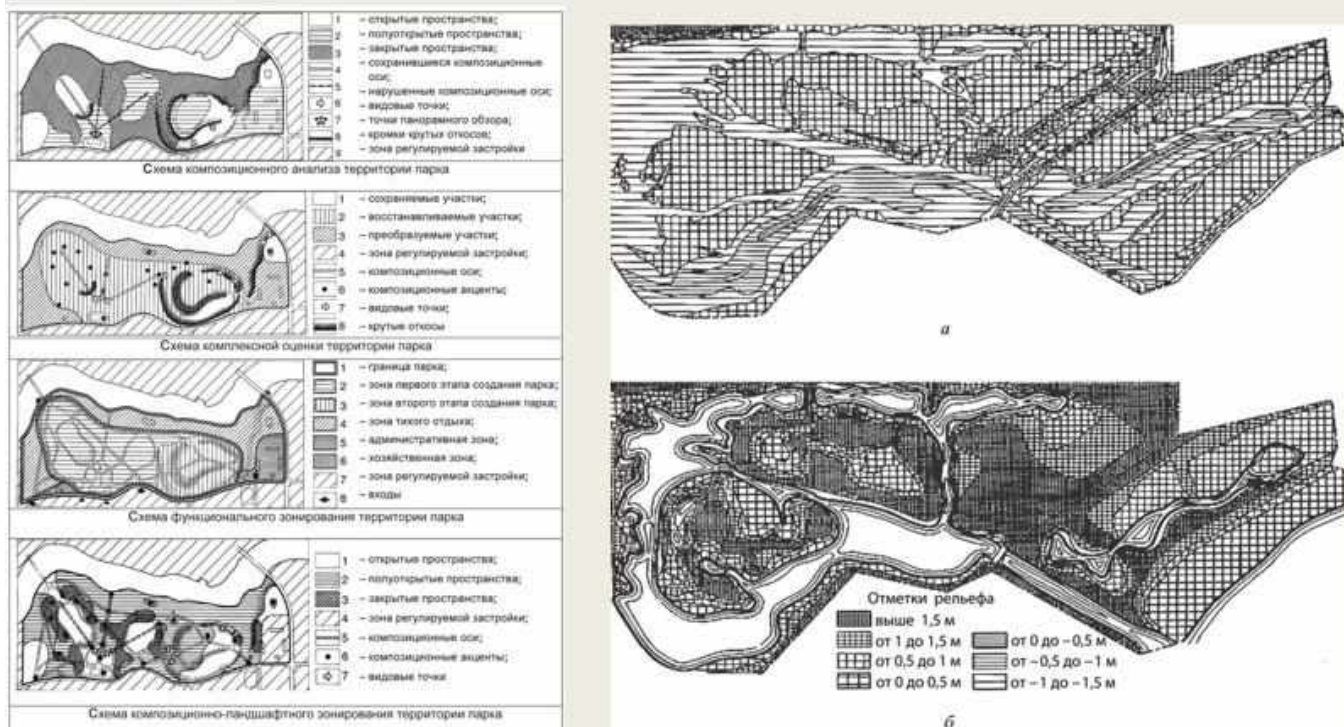 1 – открытые пространства;
2 – полуоткрытые пространства;
3 – закрытые пространства;
4 – сохранившиеся композиционные
оси;
5 – нарушенные композиционные оси;
6 – видовые точки;
7 – точки панорамного обзора;
8 – кромки крутых откосов;
9 – зона регулируемой застройки
Схема композиционного анализа территории парка
1 – сохраняемые участки;
2 – восстанавливаемые участки;
3 – преобразуемые участки;
4 – зона регулируемой застройки;
5 – композиционные оси;
6 – композиционные акценты;
7 – видовые точки;
8 – крутые откосы
Схема комплексной оценки территории парка
1 – граница парка;
2 – зона первого этапа создания парка;
3 – зона второго этапа создания парка;
4 – зона тихого отдыха;
5 – административная зона;
6 – хозяйственная зона;
7 – зона регулируемой застройки;
8 – входы
Схема функционального зонирования территории парка
1 – открытые пространства;
2 – полуоткрытые пространства;
3 – закрытые пространства;
4 – зона регулируемой застройки;
5 – композиционные оси;
6 – композиционные акценты;
7 – видовые точки
Схема композиционно-ландшафтного зонирования территории парка
а
Отметки рельефа
выше 1,5 м
от 1 до 1,5 м от 0 до –0,5 м
от 0,5 до 1 м от –0,5 до –1 м
от 0 до 0,5 м от –1 до –1,5 м
б